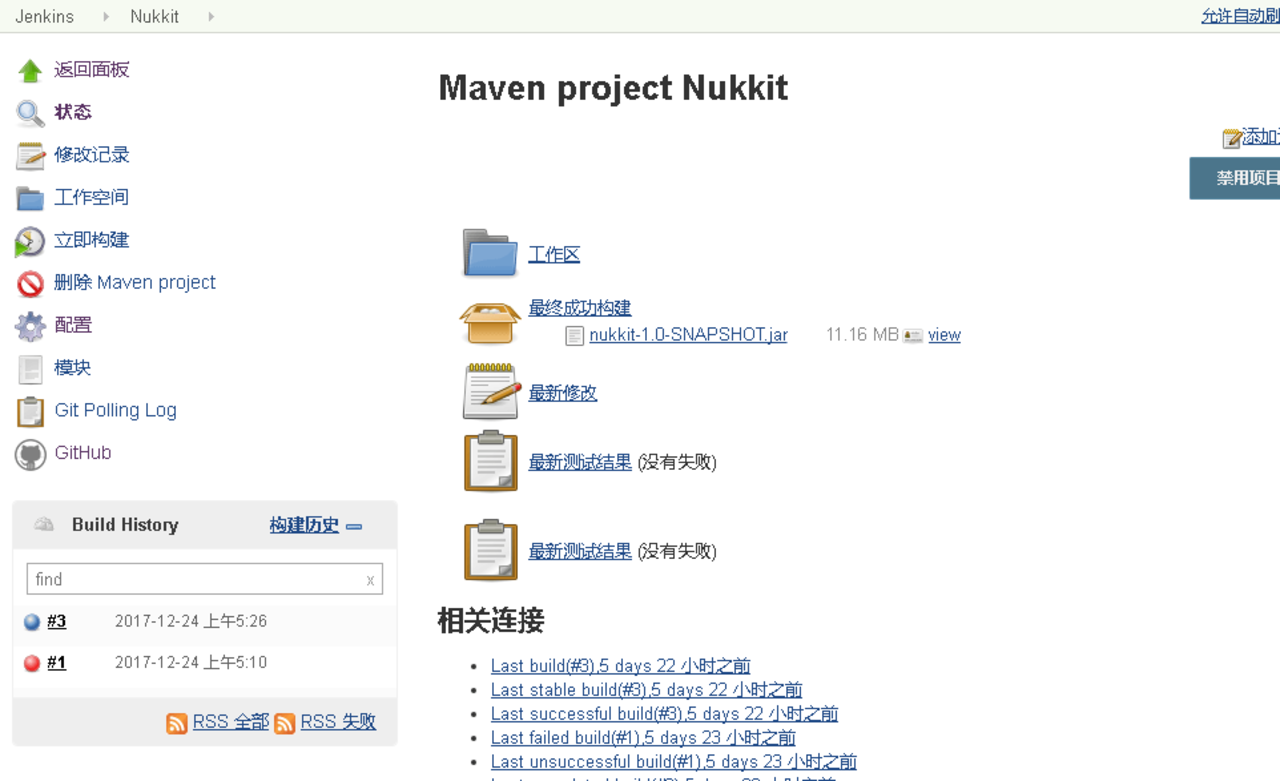 Jenkins Nukkit 允许自动刷
返回面板
状态
修改记录
工作空间
立即构建
删除 Maven project
配置
模块
Git Polling Log
GitHub
Build History 构建历史
find x
#3 2017-12-24 上午5:26
#1 2017-12-24 上午5:10
RSS 全部 RSS 失败
Maven project Nukkit
添加
禁用项目
工作区
最终成功构建
nukkit-1.0-SNAPSHOT.jar 11.16 MB view
最新修改
最新测试结果 (没有失败)
最新测试结果 (没有失败)
相关连接
Last build(#3),5 days 22 小时之前
Last stable build(#3),5 days 22 小时之前
Last successful build(#3),5 days 22 小时之前
Last failed build(#1),5 days 23 小时之前
Last unsuccessful build(#1),5 days 23 小时之前